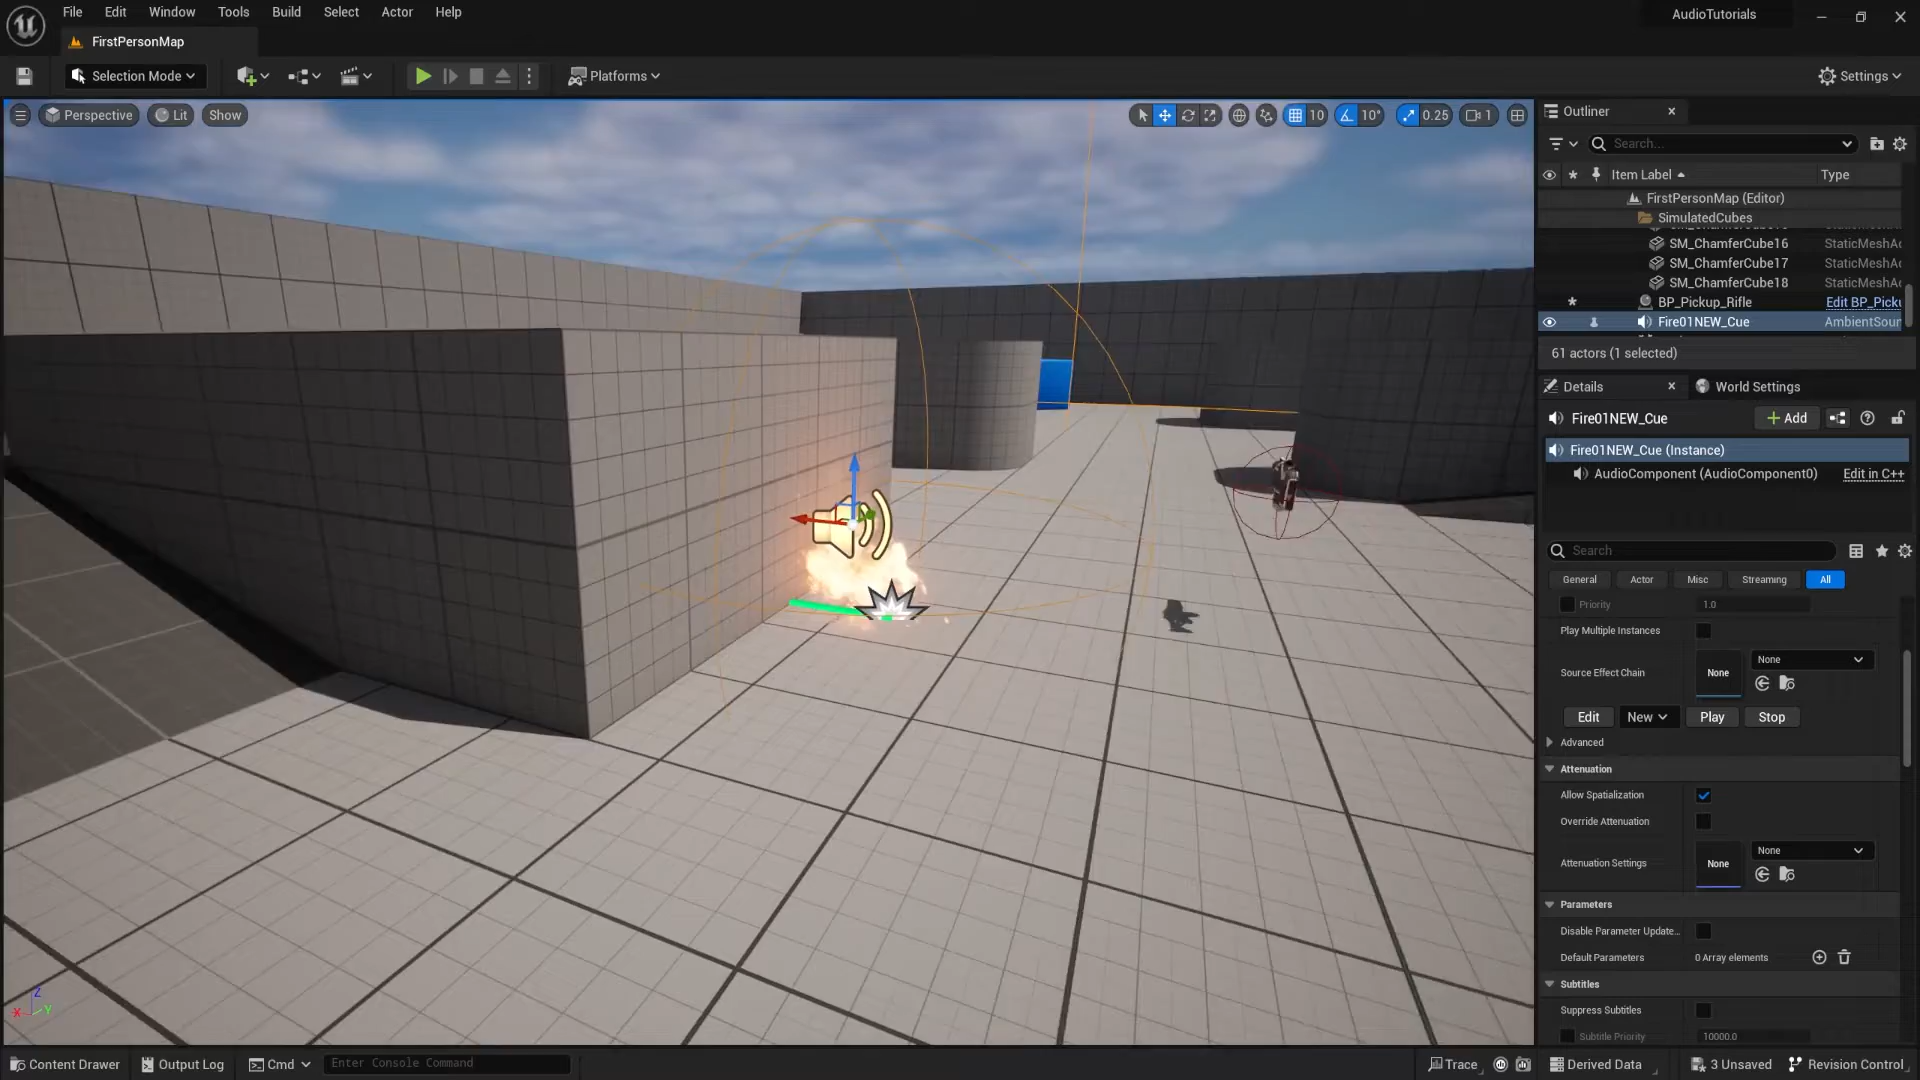 File Edit Window Tools Build Select Actor Help
AudioTutorials
FirstPersonMap
Selection Mode
Platforms
Settings
Perspective Lit Show
10 10° 0.25 1
Outliner
Search...
Item Label Type
FirstPersonMap (Editor)
SimulatedCubes
SM_ChamferCube16 StaticMeshAc
SM_ChamferCube17 StaticMeshAc
SM_ChamferCube18 StaticMeshAc
BP_Pickup_Rifle Edit BP_Picku
Fire01NEW_Cue AmbientSoun
61 actors (1 selected)
Details World Settings
Fire01NEW_Cue Add
Fire01NEW_Cue (Instance)
AudioComponent (AudioComponent0) Edit in C++
Search
General Actor Misc Streaming All
Priority 1.0
Play Multiple Instances
Source Effect Chain None None
Edit New Play Stop
Advanced
Attenuation
Allow Spatialization
Override Attenuation
Attenuation Settings None None
Parameters
Disable Parameter Update...
Default Parameters 0 Array elements
Subtitles
Suppress Subtitles
Subtitle Priority 10000.0
Z
X Y
Content Drawer Output Log Cmd Enter Console Command
Trace Derived Data 3 Unsaved Revision Control